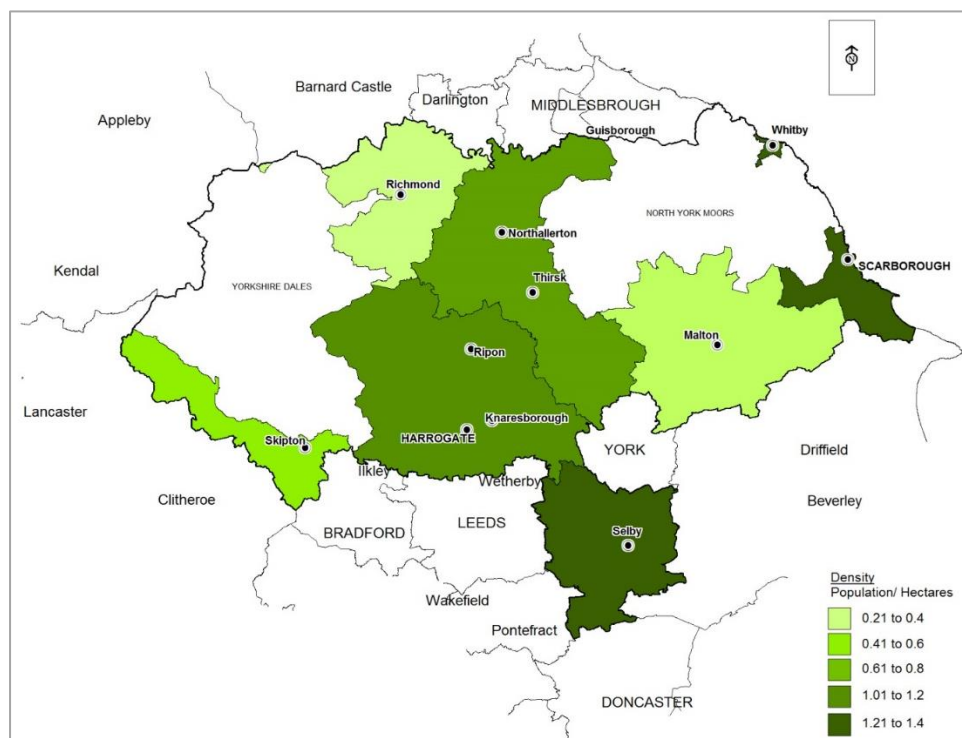 N
Barnard Castle
Darlington
MIDDLESBROUGH
Appleby
Guisborough
Whitby
Richmond
NORTH YORK MOORS
Northallerton
SCARBOROUGH
Kendal
Thirsk
YORKSHIRE DALES
Malton
Ripon
Lancaster
Knaresborough
HARROGATE
Skipton
YORK
Driffield
Ilkley
Wetherby
Clitheroe
Beverley
LEEDS
BRADFORD
Selby
Density
Population/ Hectares
Wakefield
0.21 to 0.4
Pontefract
0.41 to 0.6
0.61 to 0.8
DONCASTER
1.01 to 1.2
1.21 to 1.4